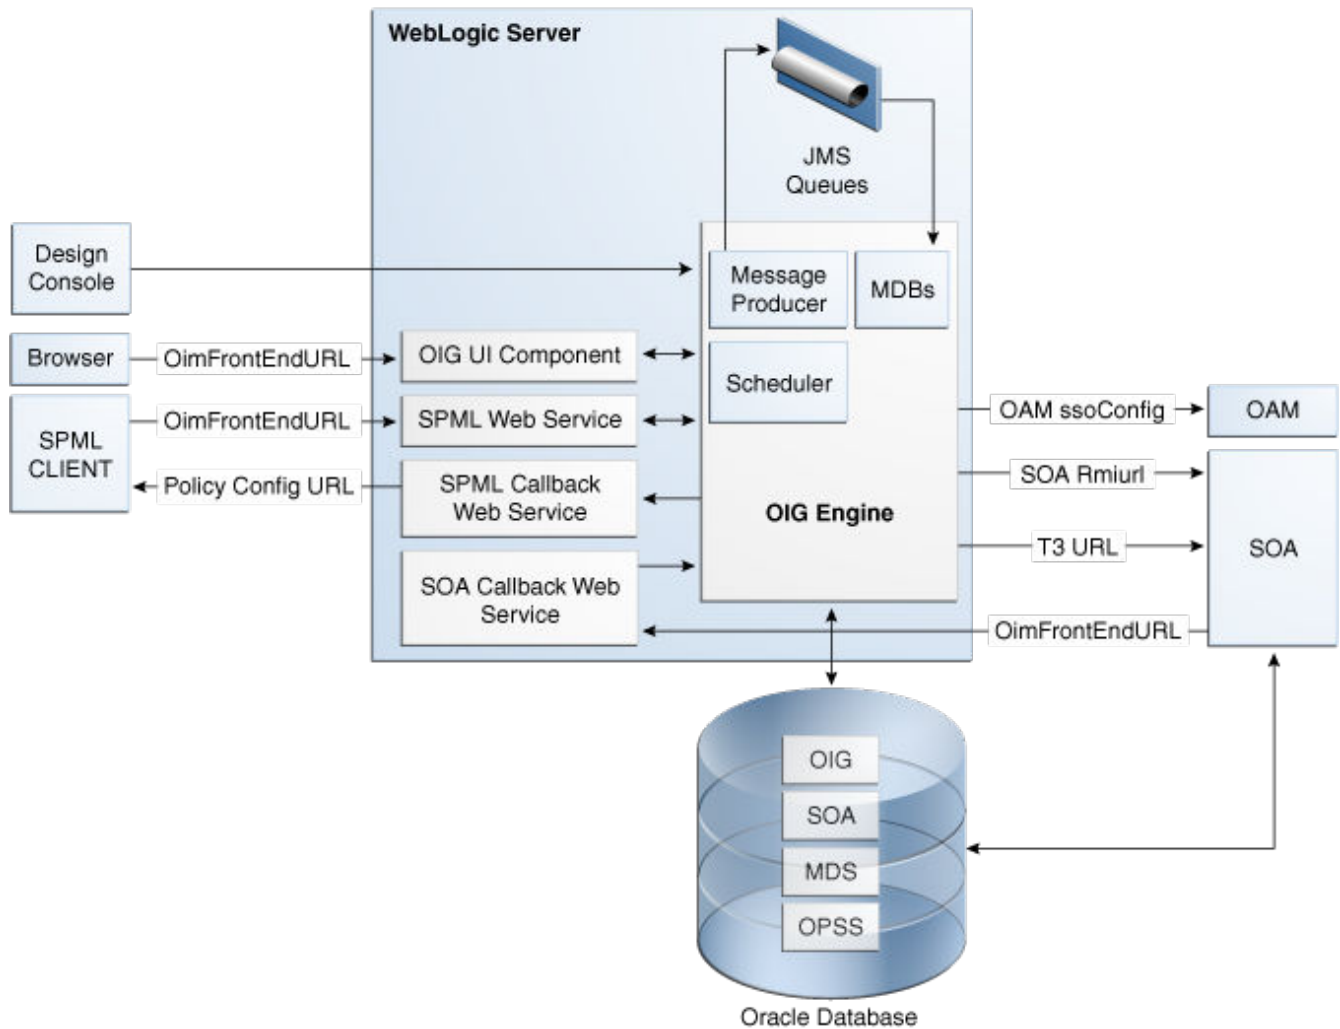 WebLogic Server
JMS
Queues
Design
Console
Message
Producer
MDBs
Browser
OimFrontEndURL
OIG UI Component
Scheduler
SPML
CLIENT
OimFrontEndURL
SPML Web Service
OAM ssoConfig
OAM
Policy Config URL
SPML Callback
Web Service
SOA Rmiurl
OIG Engine
T3 URL
SOA
SOA Callback Web
Service
OimFrontEndURL
OIG
SOA
MDS
OPSS
Oracle Database